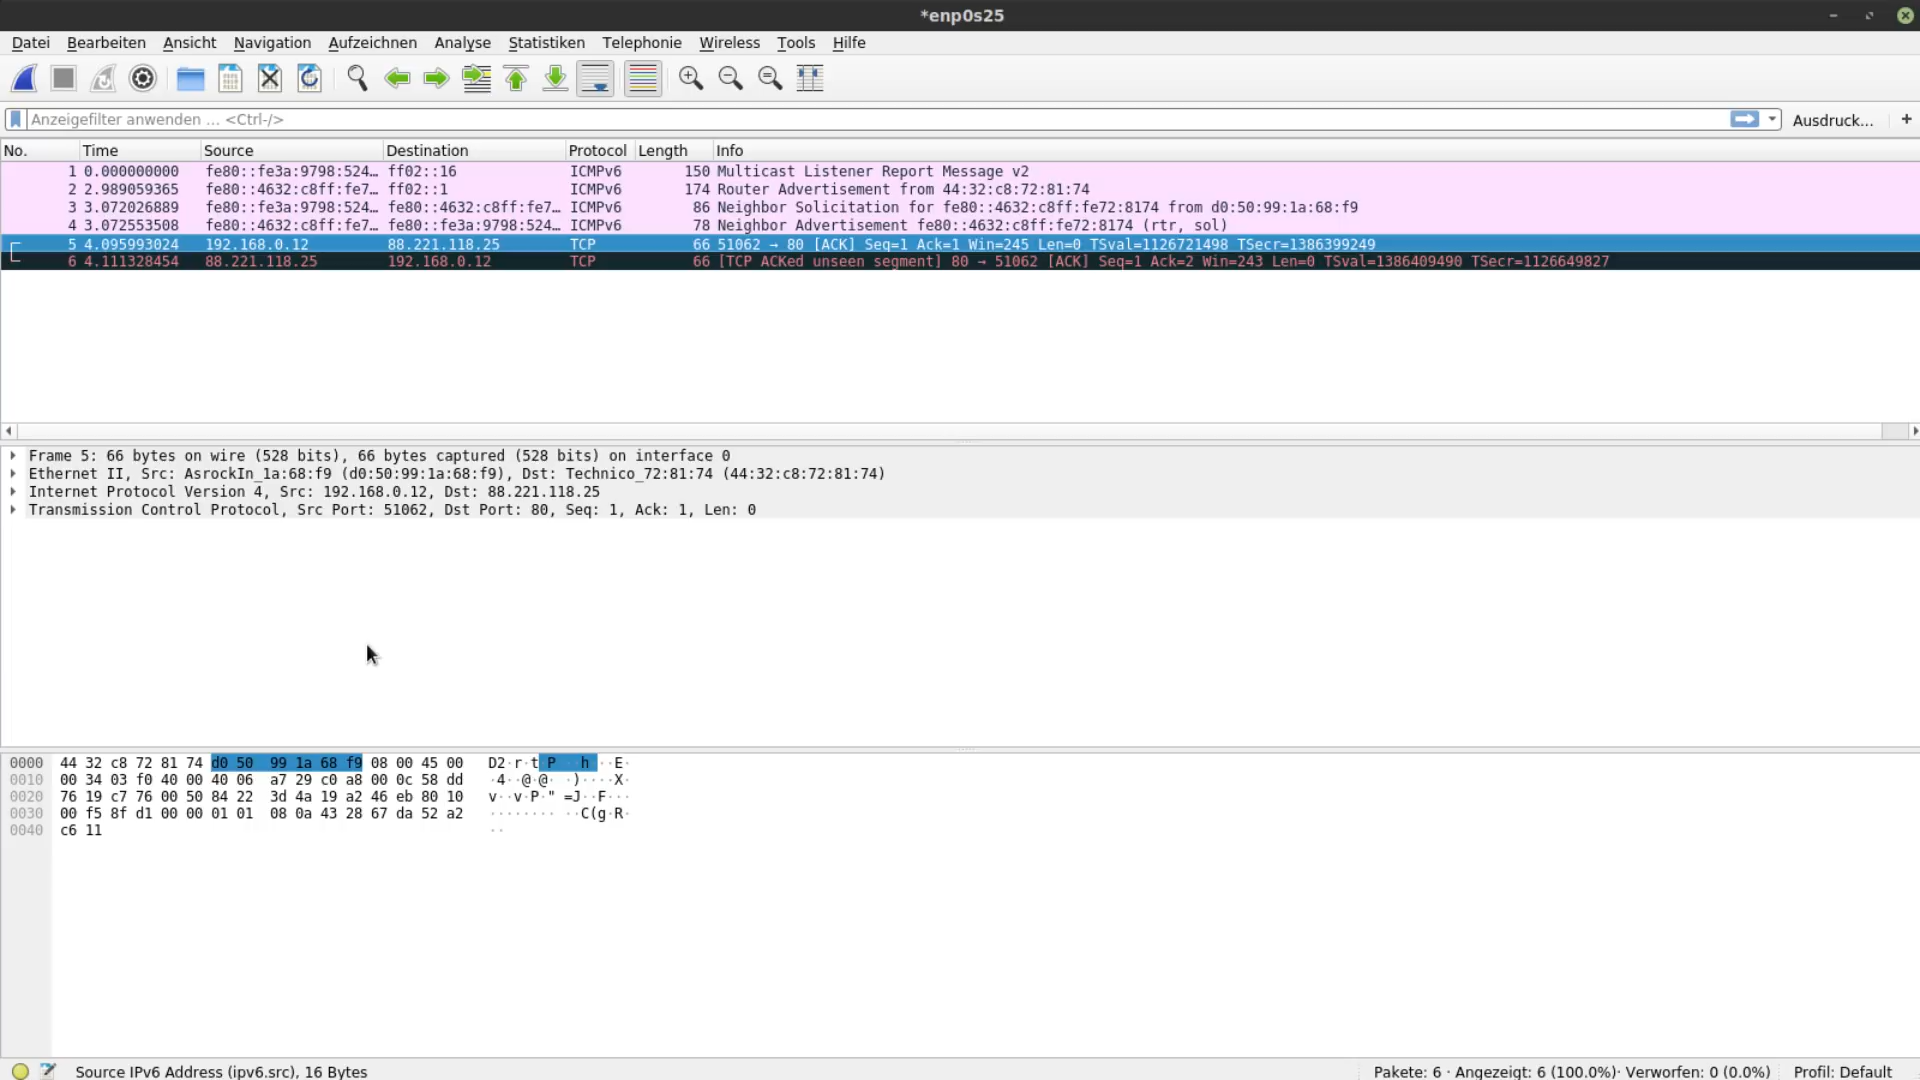 *enp0s25
Datei Bearbeiten Ansicht Navigation Aufzeichnen Analyse Statistiken Telephonie Wireless Tools Hilfe
Anzeigefilter anwenden … <Ctrl-/> Ausdruck… +
No. Time Source Destination Protocol Length Info
1 0.000000000 fe80::fe3a:9798:524… ff02::16 ICMPv6 150 Multicast Listener Report Message v2
2 2.989059365 fe80::4632:c8ff:fe7… ff02::1 ICMPv6 174 Router Advertisement from 44:32:c8:72:81:74
3 3.072026889 fe80::fe3a:9798:524… fe80::4632:c8ff:fe7… ICMPv6 86 Neighbor Solicitation for fe80::4632:c8ff:fe72:8174 from d0:50:99:1a:68:f9
4 3.072553508 fe80::4632:c8ff:fe7… fe80::fe3a:9798:524… ICMPv6 78 Neighbor Advertisement fe80::4632:c8ff:fe72:8174 (rtr, sol)
5 4.095993024 192.168.0.12 88.221.118.25 TCP 66 51062 → 80 [ACK] Seq=1 Ack=1 Win=245 Len=0 TSval=1126721498 TSecr=1386399249
6 4.111328454 88.221.118.25 192.168.0.12 TCP 66 [TCP ACKed unseen segment] 80 → 51062 [ACK] Seq=1 Ack=2 Win=243 Len=0 TSval=1386409490 TSecr=1126649827
Frame 5: 66 bytes on wire (528 bits), 66 bytes captured (528 bits) on interface 0
Ethernet II, Src: AsrockIn_1a:68:f9 (d0:50:99:1a:68:f9), Dst: Technico_72:81:74 (44:32:c8:72:81:74)
Internet Protocol Version 4, Src: 192.168.0.12, Dst: 88.221.118.25
Transmission Control Protocol, Src Port: 51062, Dst Port: 80, Seq: 1, Ack: 1, Len: 0
0000 44 32 c8 72 81 74 d0 50 99 1a 68 f9 08 00 45 00 D2·r·t·P ··h···E·
0010 00 34 03 f0 40 00 40 06 a7 29 c0 a8 00 0c 58 dd ·4··@·@· ·)····X·
0020 76 19 c7 76 00 50 84 22 3d 4a 19 a2 46 eb 80 10 v··v·P·" =J··F···
0030 00 f5 8f d1 00 00 01 01 08 0a 43 28 67 da 52 a2 ········ ··C(g·R·
0040 c6 11 ··
Source IPv6 Address (ipv6.src), 16 Bytes Pakete: 6 · Angezeigt: 6 (100.0%)· Verworfen: 0 (0.0%) Profil: Default